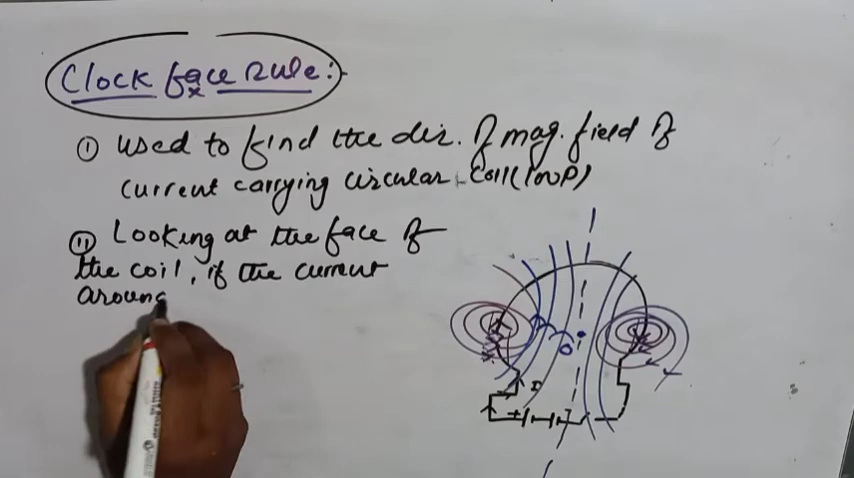 Clock face Rule:-
① Used to find the dir. of mag. field of
current carrying circular coil (loop)
② Looking at the face of
the coil, if the current
around